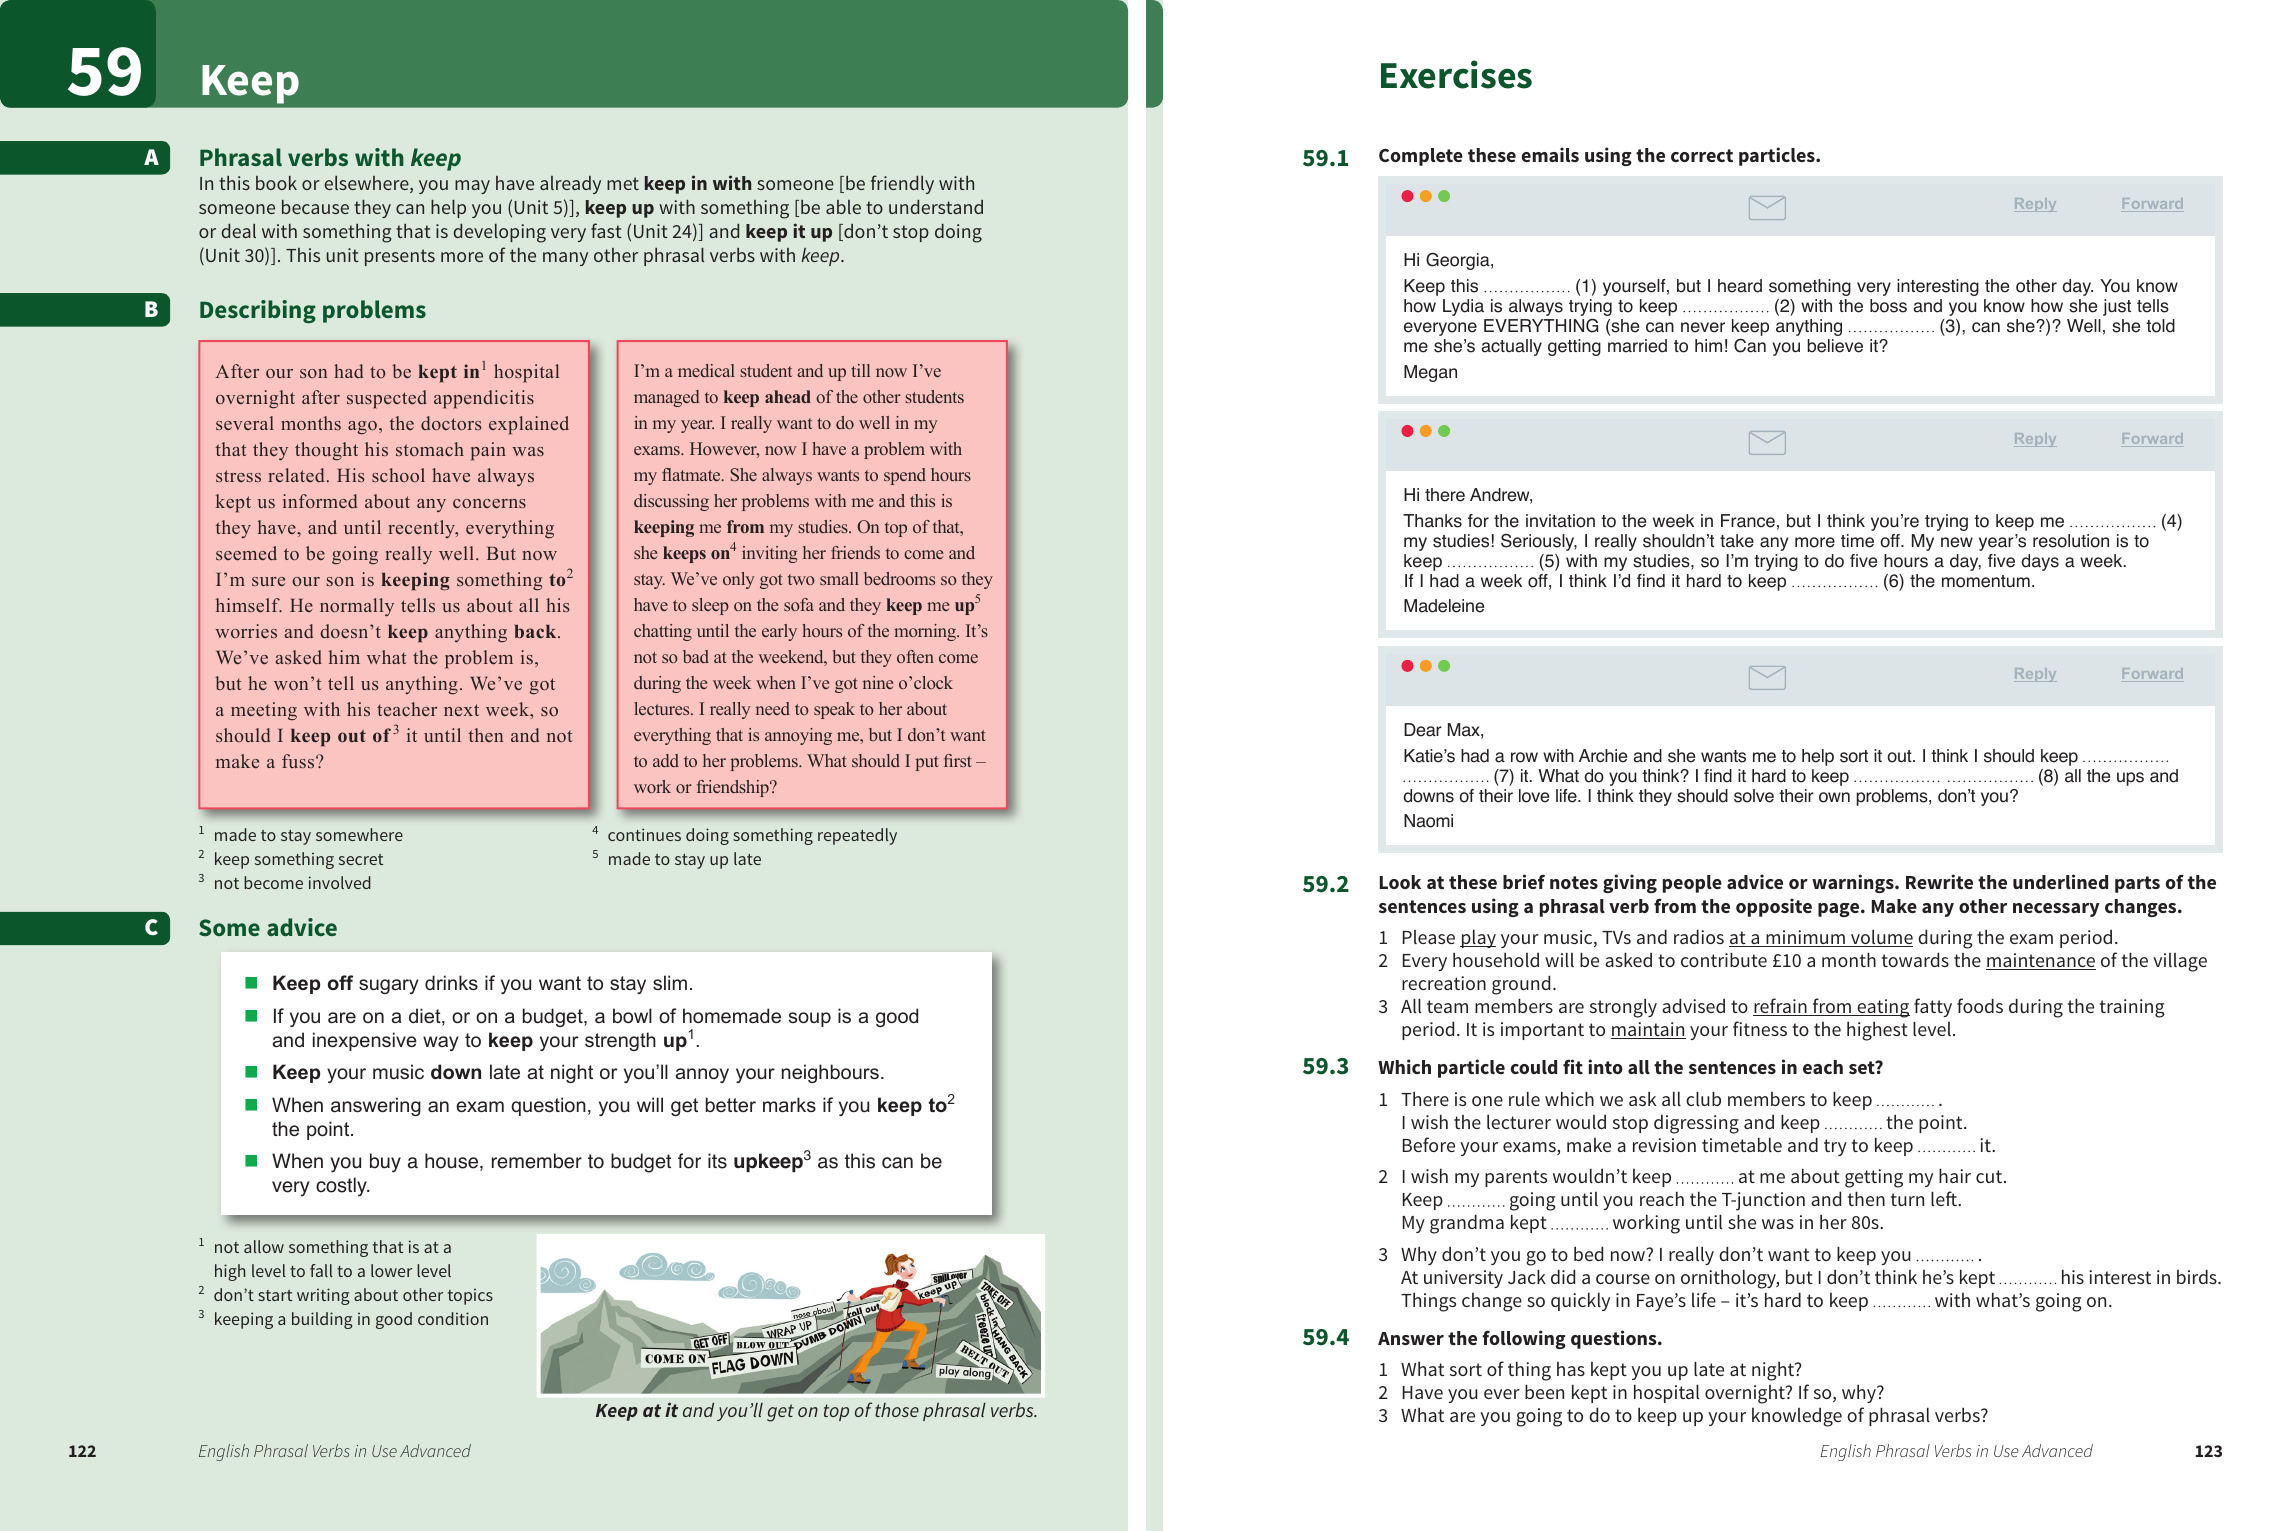 59
Keep
A
Phrasal verbs with keep
In this book or elsewhere, you may have already met keep in with someone [be friendly with
someone because they can help you (Unit 5)], keep up with something [be able to understand
or deal with something that is developing very fast (Unit 24)] and keep it up [don’t stop doing
(Unit 30)]. This unit presents more of the many other phrasal verbs with keep.
B
Describing problems
After our son had to be kept in¹ hospital
overnight after suspected appendicitis
several months ago, the doctors explained
that they thought his stomach pain was
stress related. His school have always
kept us informed about any concerns
they have, and until recently, everything
seemed to be going really well. But now
I’m sure our son is keeping something to²
himself. He normally tells us about all his
worries and doesn’t keep anything back.
We’ve asked him what the problem is,
but he won’t tell us anything. We’ve got
a meeting with his teacher next week, so
should I keep out of³ it until then and not
make a fuss?
I’m a medical student and up till now I’ve
managed to keep ahead of the other students
in my year. I really want to do well in my
exams. However, now I have a problem with
my flatmate. She always wants to spend hours
discussing her problems with me and this is
keeping me from my studies. On top of that,
she keeps on⁴ inviting her friends to come and
stay. We’ve only got two small bedrooms so they
have to sleep on the sofa and they keep me up⁵
chatting until the early hours of the morning. It’s
not so bad at the weekend, but they often come
during the week when I’ve got nine o’clock
lectures. I really need to speak to her about
everything that is annoying me, but I don’t want
to add to her problems. What should I put first –
work or friendship?
¹ made to stay somewhere
² keep something secret
³ not become involved
⁴ continues doing something repeatedly
⁵ made to stay up late
C
Some advice
Keep off sugary drinks if you want to stay slim.
If you are on a diet, or on a budget, a bowl of homemade soup is a good
and inexpensive way to keep your strength up¹.
Keep your music down late at night or you’ll annoy your neighbours.
When answering an exam question, you will get better marks if you keep to²
the point.
When you buy a house, remember to budget for its upkeep³ as this can be
very costly.
¹ not allow something that is at a
high level to fall to a lower level
² don’t start writing about other topics
³ keeping a building in good condition
COME ON
GET OFF
FLAG DOWN
BLOW OUT
WRAP UP
nose about
DUMB DOWN
roll out
keep up
spill over
TAKE OFF
block in
freeze up
HANG BACK
BELT OUT
play along
Keep at it and you’ll get on top of those phrasal verbs.
122
English Phrasal Verbs in Use Advanced
Exercises
59.1
Complete these emails using the correct particles.
Reply Forward
Hi Georgia,
Keep this ................. (1) yourself, but I heard something very interesting the other day. You know
how Lydia is always trying to keep ................. (2) with the boss and you know how she just tells
everyone EVERYTHING (she can never keep anything ................. (3), can she?)? Well, she told
me she’s actually getting married to him! Can you believe it?
Megan
Reply Forward
Hi there Andrew,
Thanks for the invitation to the week in France, but I think you’re trying to keep me ................. (4)
my studies! Seriously, I really shouldn’t take any more time off. My new year’s resolution is to
keep ................. (5) with my studies, so I’m trying to do five hours a day, five days a week.
If I had a week off, I think I’d find it hard to keep ................. (6) the momentum.
Madeleine
Reply Forward
Dear Max,
Katie’s had a row with Archie and she wants me to help sort it out. I think I should keep .................
................. (7) it. What do you think? I find it hard to keep ................. ................. (8) all the ups and
downs of their love life. I think they should solve their own problems, don’t you?
Naomi
59.2
Look at these brief notes giving people advice or warnings. Rewrite the underlined parts of the
sentences using a phrasal verb from the opposite page. Make any other necessary changes.
1 Please play your music, TVs and radios at a minimum volume during the exam period.
2 Every household will be asked to contribute £10 a month towards the maintenance of the village
recreation ground.
3 All team members are strongly advised to refrain from eating fatty foods during the training
period. It is important to maintain your fitness to the highest level.
59.3
Which particle could fit into all the sentences in each set?
1 There is one rule which we ask all club members to keep ............ .
I wish the lecturer would stop digressing and keep ............ the point.
Before your exams, make a revision timetable and try to keep ............ it.
2 I wish my parents wouldn’t keep ............ at me about getting my hair cut.
Keep ............ going until you reach the T-junction and then turn left.
My grandma kept ............ working until she was in her 80s.
3 Why don’t you go to bed now? I really don’t want to keep you ............ .
At university Jack did a course on ornithology, but I don’t think he’s kept ............ his interest in birds.
Things change so quickly in Faye’s life – it’s hard to keep ............ with what’s going on.
59.4
Answer the following questions.
1 What sort of thing has kept you up late at night?
2 Have you ever been kept in hospital overnight? If so, why?
3 What are you going to do to keep up your knowledge of phrasal verbs?
English Phrasal Verbs in Use Advanced
123